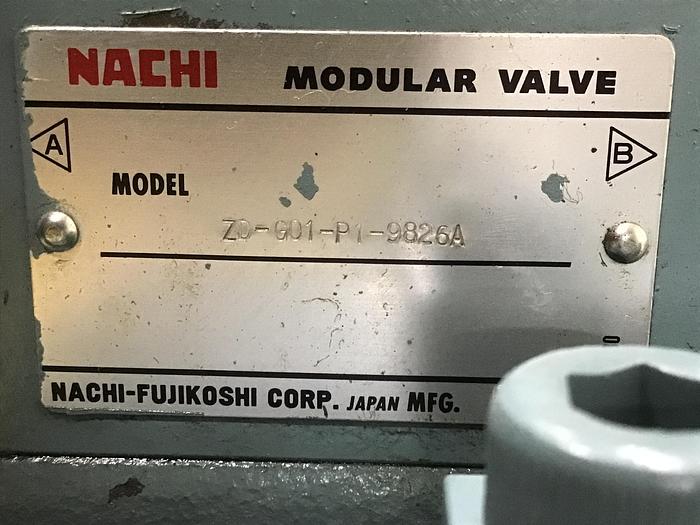 NACHI MODULAR VALVE
A B
MODEL
ZD-G01-P1-9826A
NACHI-FUJIKOSHI CORP. JAPAN MFG.